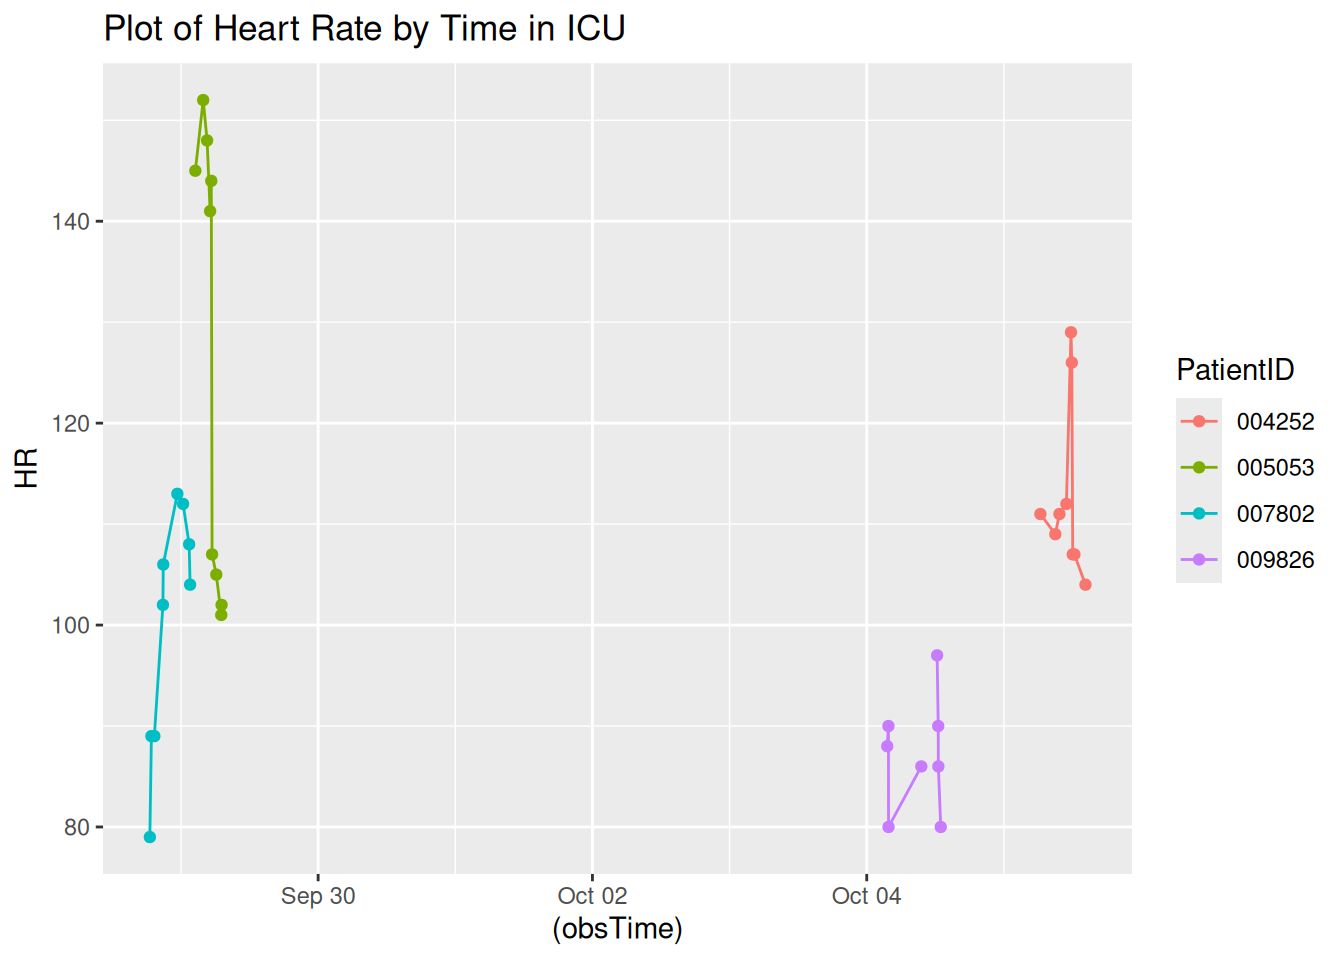 Plot of Heart Rate by Time in ICU
HR
140
120
100
80
Sep 30
Oct 02
Oct 04
(obsTime)
PatientID
004252
005053
007802
009826